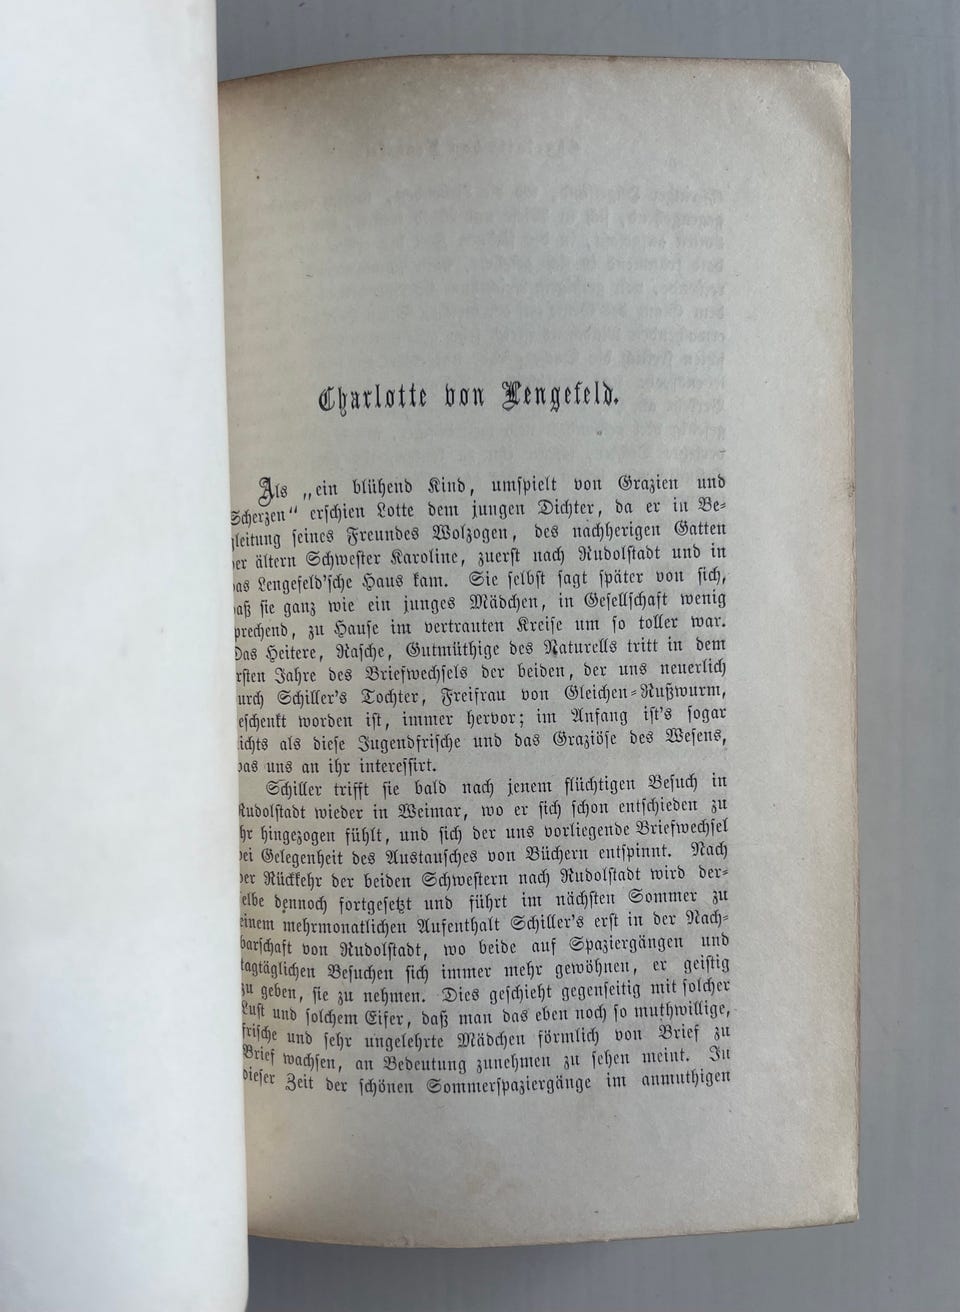 Charlotte von Lengefeld.
Als „ein blühend Kind, umspielt von Grazien und
Scherzen“ erschien Lotte dem jungen Dichter, da er in Be-
gleitung seines Freundes Wolzogen, des nachherigen Gatten
der ältern Schwester Karoline, zuerst nach Rudolstadt und in
das Lengefeld'sche Haus kam. Sie selbst sagt später von sich,
daß sie ganz wie ein junges Mädchen, in Gesellschaft wenig
sprechend, zu Hause im vertrauten Kreise um so toller war.
Das Heitere, Rasche, Gutmüthige des Naturells tritt in dem
ersten Jahre des Briefwechsels der beiden, der uns neuerlich
durch Schiller's Tochter, Freifrau von Gleichen-Rußwurm,
geschenkt worden ist, immer hervor; im Anfang ist's sogar
nichts als diese Jugendfrische und das Graziöse des Wesens,
was uns an ihr interessirt.
Schiller trifft sie bald nach jenem flüchtigen Besuch in
Rudolstadt wieder in Weimar, wo er sich schon entschieden zu
ihr hingezogen fühlt, und sich der uns vorliegende Briefwechsel
bei Gelegenheit des Austausches von Büchern entspinnt. Nach
der Rückkehr der beiden Schwestern nach Rudolstadt wird der-
selbe dennoch fortgesetzt und führt im nächsten Sommer zu
einem mehrmonatlichen Aufenthalt Schiller's erst in der Nach-
barschaft von Rudolstadt, wo beide auf Spaziergängen und
tagtäglichen Besuchen sich immer mehr gewöhnen, er geistig
zu geben, sie zu nehmen. Dies geschieht gegenseitig mit solcher
Lust und solchem Eifer, daß man das eben noch so muthwillige,
frische und sehr ungelehrte Mädchen förmlich von Brief zu
Brief wachsen, an Bedeutung zunehmen zu sehen meint. In
dieser Zeit der schönen Sommerspaziergänge im anmuthigen